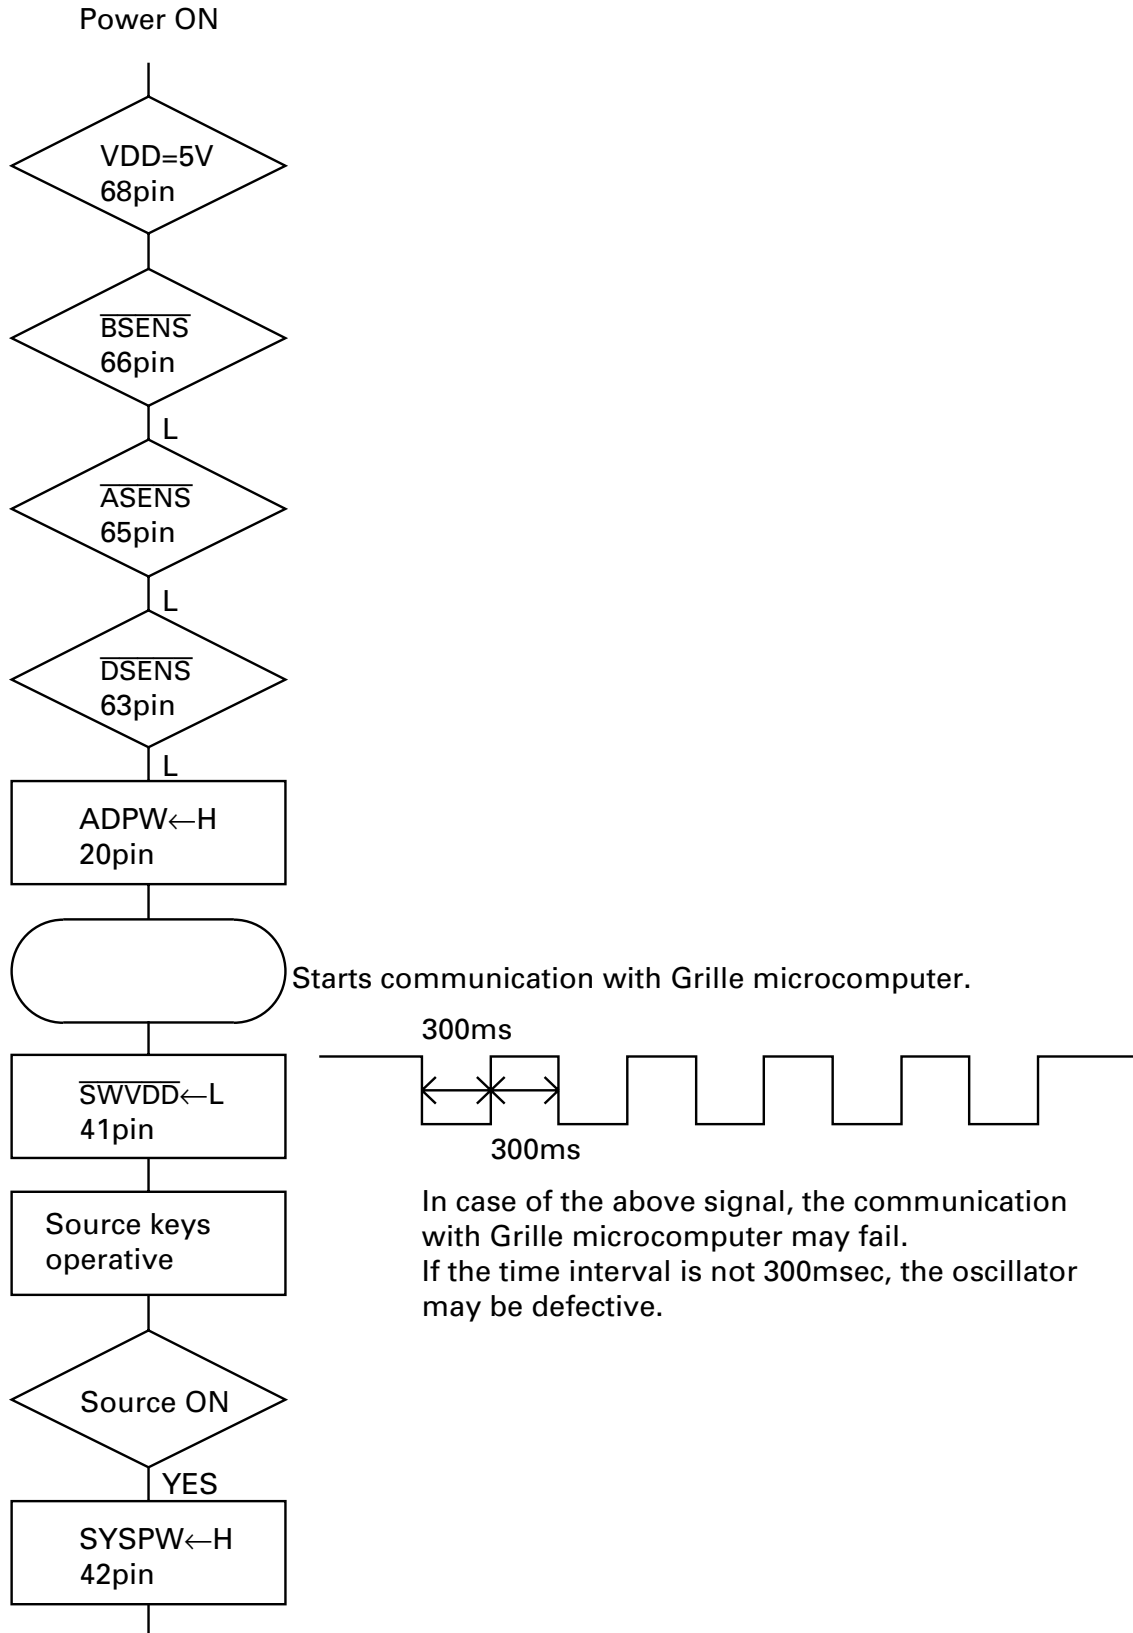 Power ON
VDD=5V
68pin
BSENS
66pin
L
ASENS
65pin
L
DSENS
63pin
L
ADPW←H
20pin
Starts communication with Grille microcomputer.
300ms
SWVDD←L
41pin
300ms
Source keys
operative
In case of the above signal, the communication
with Grille microcomputer may fail.
If the time interval is not 300msec, the oscillator
may be defective.
Source ON
YES
SYSPW←H
42pin